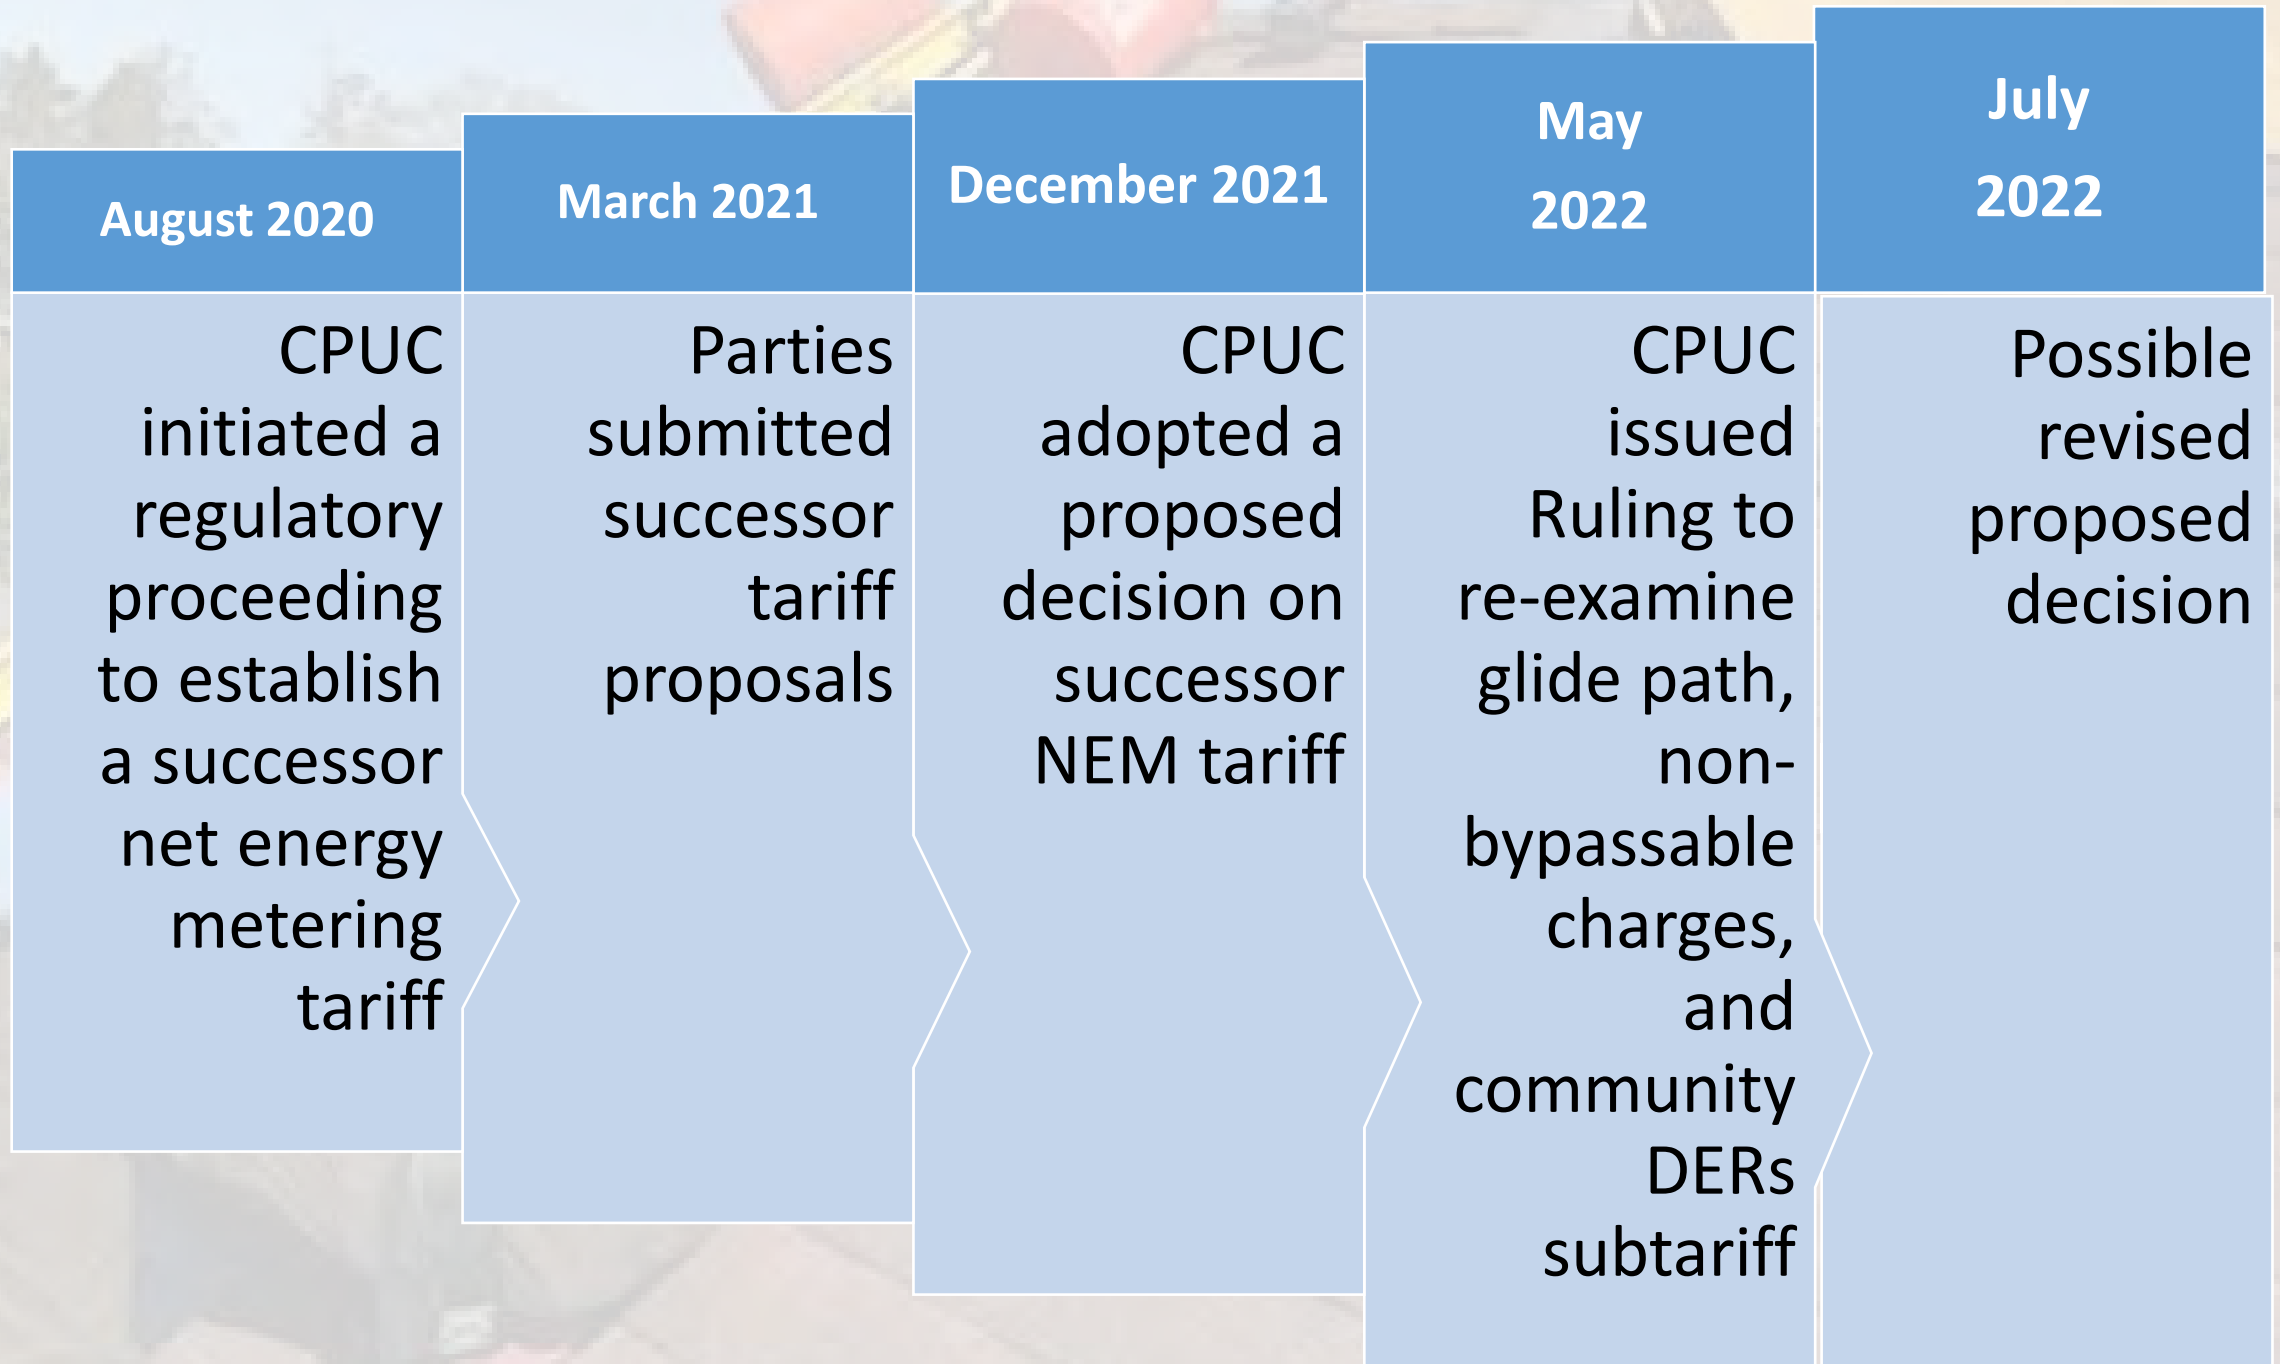 August 2020
CPUC
initiated a
regulatory
proceeding
to establish
a successor
net energy
metering
tariff
March 2021
Parties
submitted
successor
tariff
proposals
December 2021
CPUC
adopted a
proposed
decision on
successor
NEM tariff
May
2022
CPUC
issued
Ruling to
re-examine
glide path,
non-
bypassable
charges,
and
community
DERs
subtariff
July
2022
Possible
revised
proposed
decision